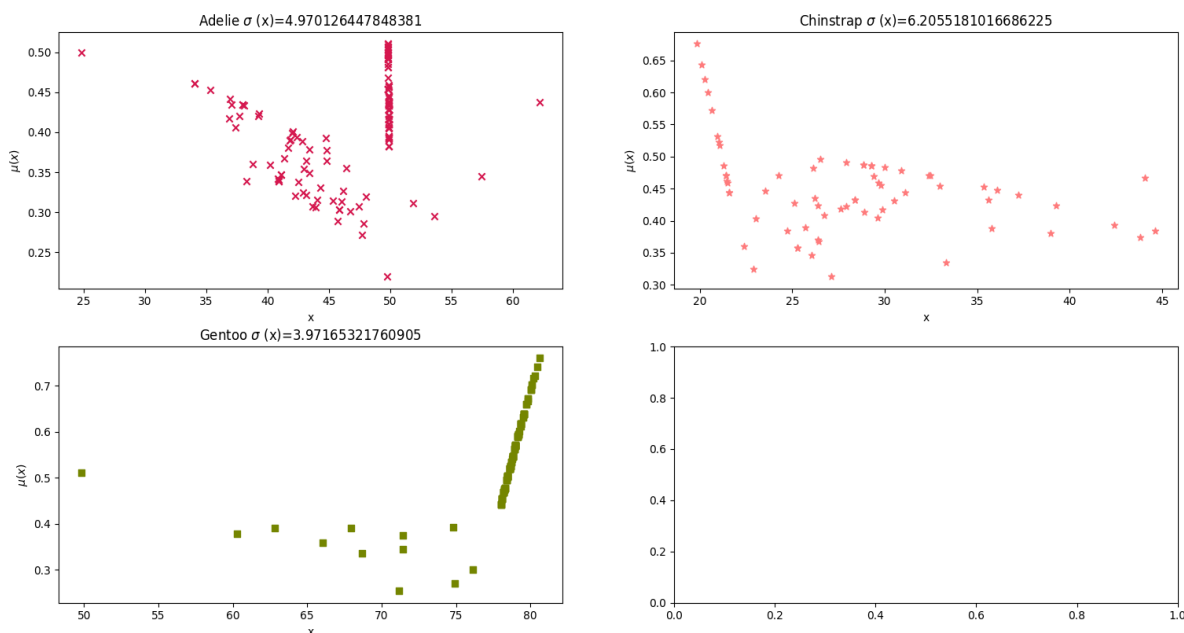 Adelie σ (x)=4.970126447848381
0.50
0.45
0.40
0.35
0.30
0.25
μ(x)
25 30 35 40 45 50 55 60
x
Chinstrap σ (x)=6.2055181016686225
0.65
0.60
0.55
0.50
0.45
0.40
0.35
0.30
μ(x)
20 25 30 35 40 45
x
Gentoo σ (x)=3.97165321760905
0.7
0.6
0.5
0.4
0.3
μ(x)
50 55 60 65 70 75 80
x
1.0
0.8
0.6
0.4
0.2
0.0
0.0 0.2 0.4 0.6 0.8 1.0